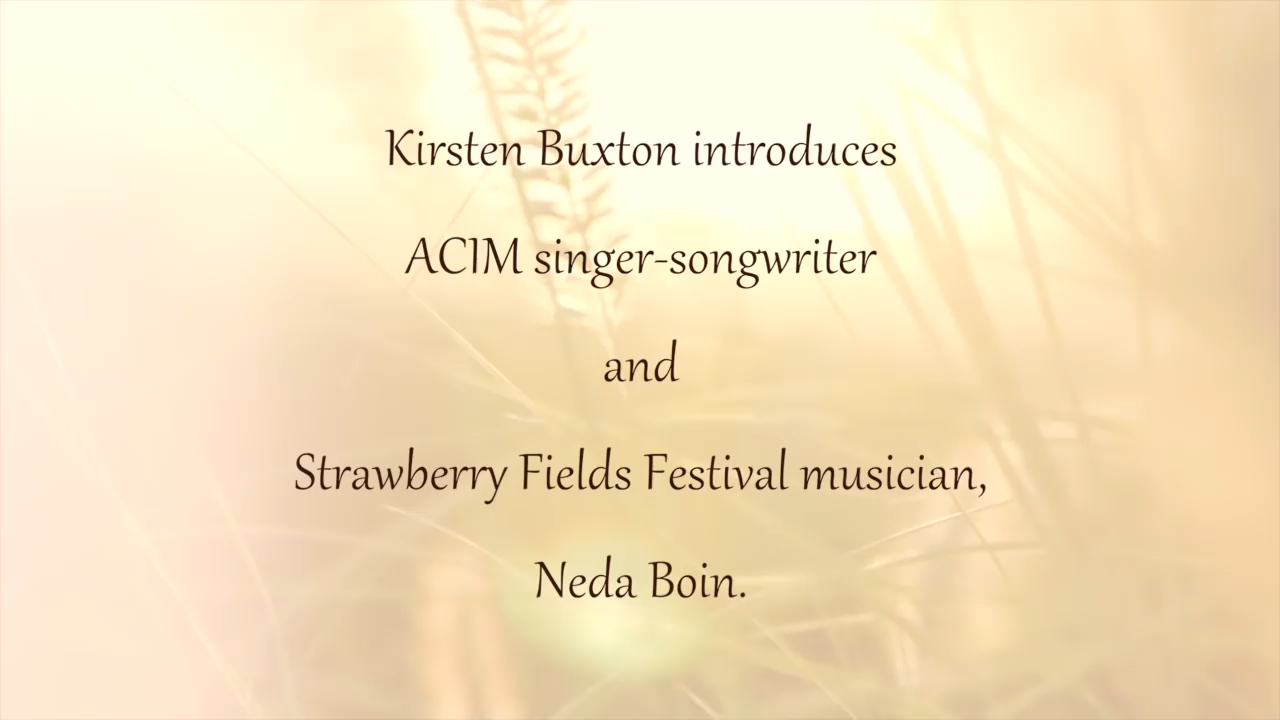 Kirsten Buxton introduces
ACIM singer-songwriter
and
Strawberry Fields Festival musician,
Neda Boin.